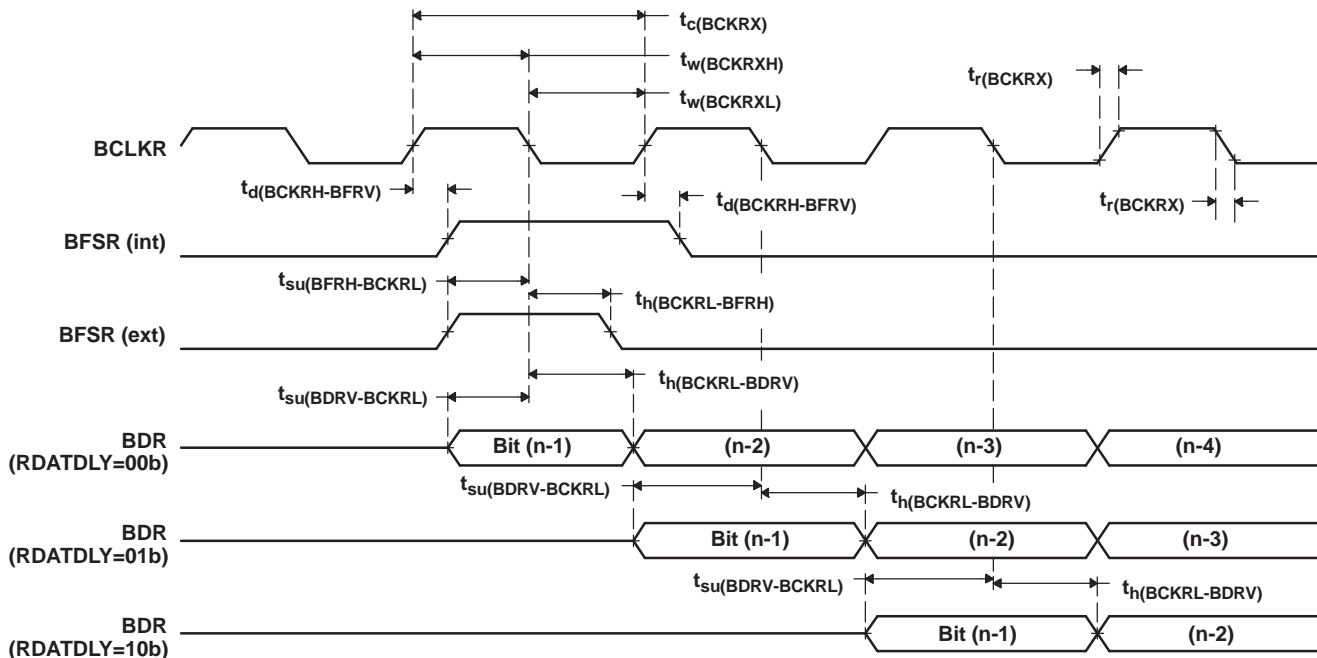 tc(BCKRX)
tw(BCKRXH)
tr(BCKRX)
tw(BCKRXL)
BCLKR
td(BCKRH-BFRV)
td(BCKRH-BFRV)
tr(BCKRX)
BFSR (int)
tsu(BFRH-BCKRL)
th(BCKRL-BFRH)
BFSR (ext)
th(BCKRL-BDRV)
tsu(BDRV-BCKRL)
BDR
(RDATDLY=00b)
Bit (n-1) (n-2) (n-3) (n-4)
tsu(BDRV-BCKRL)
th(BCKRL-BDRV)
BDR
(RDATDLY=01b)
Bit (n-1) (n-2) (n-3)
tsu(BDRV-BCKRL)
th(BCKRL-BDRV)
BDR
(RDATDLY=10b)
Bit (n-1) (n-2)